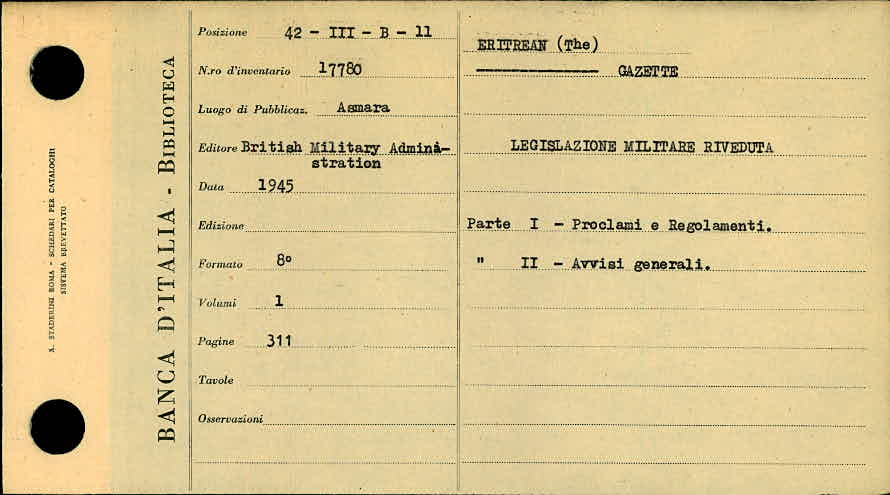 A. STADERINI ROMA - SCHEDARI PER CATALOGHI
SISTEMA BREVETTATO
BANCA D'ITALIA - BIBLIOTECA
Posizione 42 - III - B - 11
N.ro d'inventario 17780
Luogo di Pubblicaz. Asmara
Editore British Military Admini-
stration
Data 1945
Edizione
Formato 8º
Volumi 1
Pagine 311
Tavole
Osservazioni
ERITREAN (The)
GAZETTE
LEGISLAZIONE MILITARE RIVEDUTA
Parte I - Proclami e Regolamenti.
" II - Avvisi generali.